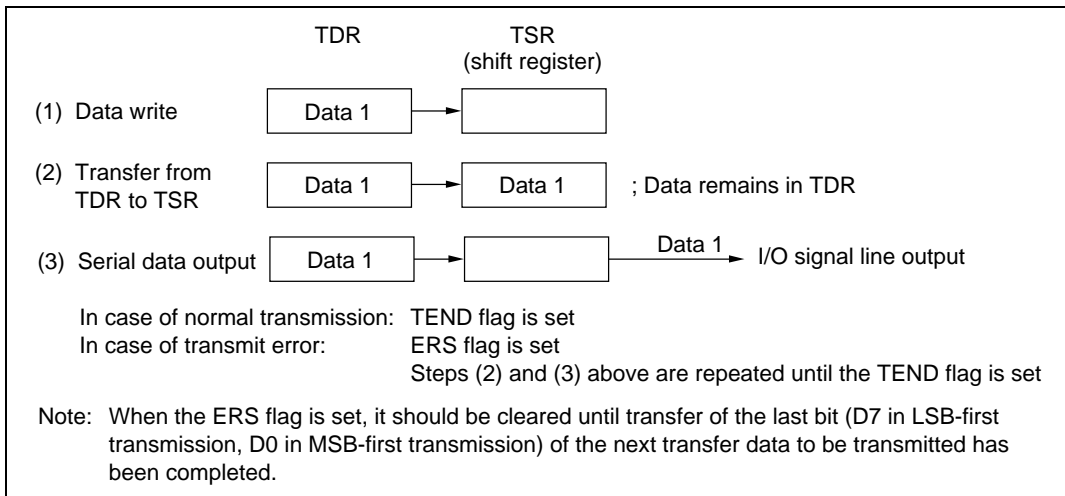 TDR TSR
(shift register)
(1) Data write Data 1
(2) Transfer from
TDR to TSR Data 1 Data 1 ; Data remains in TDR
(3) Serial data output Data 1 Data 1 I/O signal line output
In case of normal transmission: TEND flag is set
In case of transmit error: ERS flag is set
Steps (2) and (3) above are repeated until the TEND flag is set
Note: When the ERS flag is set, it should be cleared until transfer of the last bit (D7 in LSB-first
transmission, D0 in MSB-first transmission) of the next transfer data to be transmitted has
been completed.